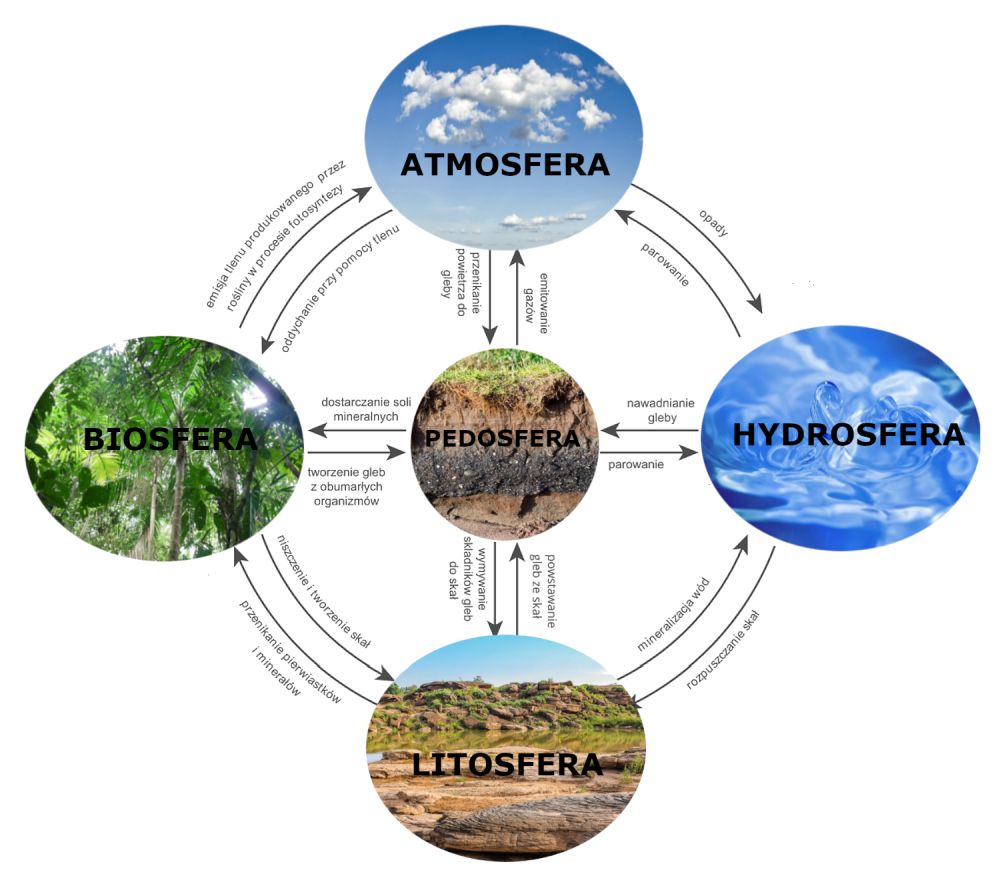 ATMOSFERA
emisja tlenu produkowanego przez
rośliny w procesie fotosyntezy
oddychanie przy pomocy tlenu
przenikanie
powietrza do
gleby
emitowanie
gazów
opady
parowanie
BIOSFERA
dostarczanie soli
mineralnych
tworzenie gleb
z obumarłych
organizmów
PEDOSFERA
nawadnianie
gleby
parowanie
HYDROSFERA
niszczenie i tworzenie skał
przenikanie pierwiastków
i minerałów
wymywanie
składników gleb
do skał
powstawanie
gleb ze skał
mineralizacja wód
rozpuszczanie skał
LITOSFERA